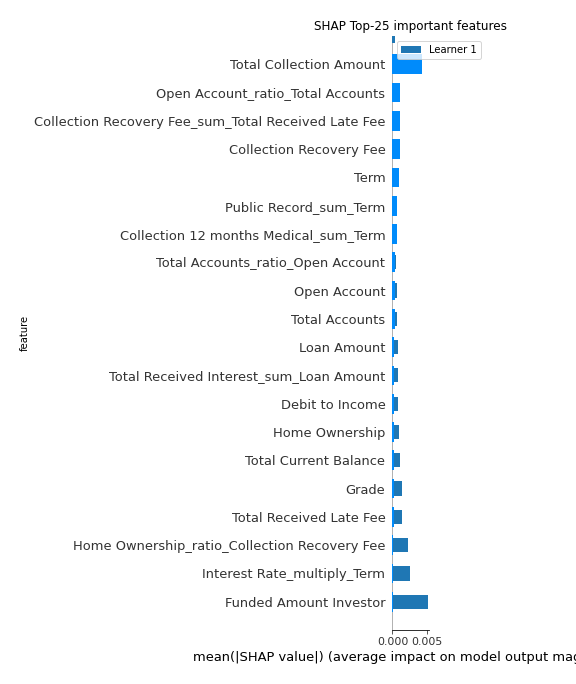 SHAP Top-25 important features
Learner 1
Total Collection Amount
Open Account_ratio_Total Accounts
Collection Recovery Fee_sum_Total Received Late Fee
Collection Recovery Fee
Term
Public Record_sum_Term
Collection 12 months Medical_sum_Term
Total Accounts_ratio_Open Account
Open Account
Total Accounts
Loan Amount
Total Received Interest_sum_Loan Amount
Debit to Income
Home Ownership
Total Current Balance
Grade
Total Received Late Fee
Home Ownership_ratio_Collection Recovery Fee
Interest Rate_multiply_Term
Funded Amount Investor
feature
0.000 0.005
mean(|SHAP value|) (average impact on model output mag